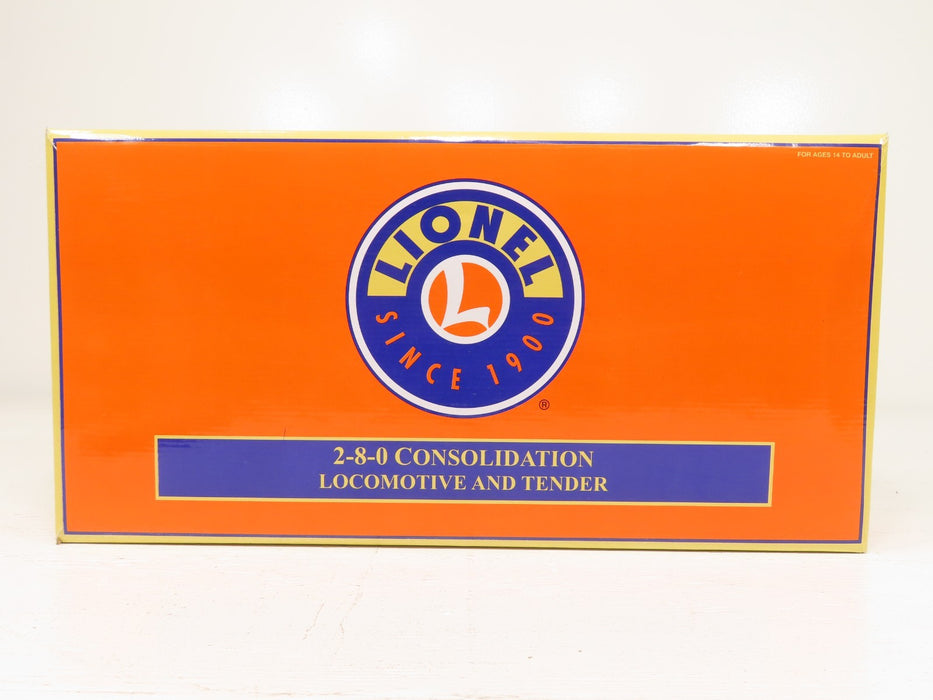 FOR AGES 14 TO ADULT
LIONEL
L
SINCE 1900
®
2-8-0 CONSOLIDATION
LOCOMOTIVE AND TENDER